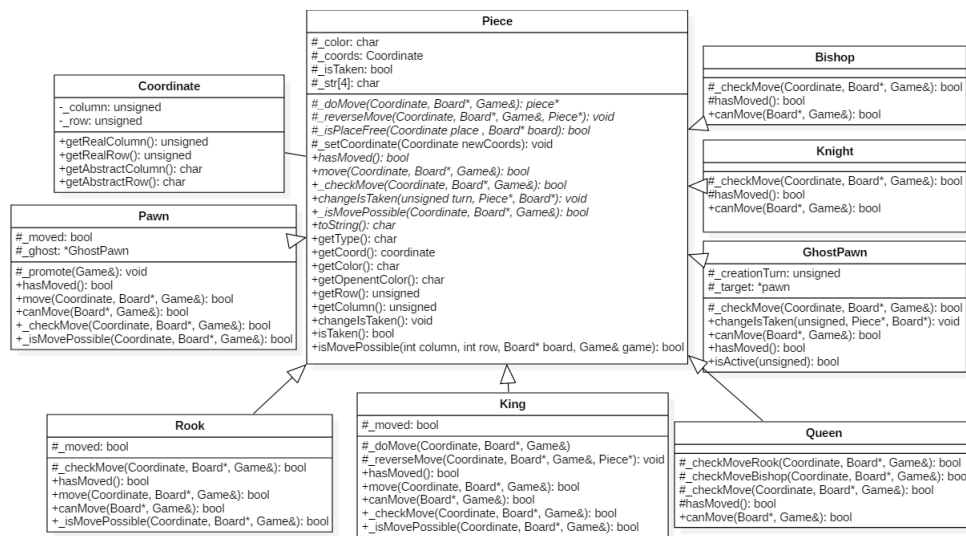 Piece
#_color: char
#_coords: Coordinate
#_isTaken: bool
#_str[4]: char
#_doMove(Coordinate, Board*, Game&): piece*
#_reverseMove(Coordinate, Board*, Game&, Piece*): void
#_isPlaceFree(Coordinate place , Board* board): bool
#_setCoordinate(Coordinate newCoords): void
+hasMoved(): bool
+move(Coordinate, Board*, Game&): bool
+_checkMove(Coordinate, Board*, Game&): bool
+changeIsTaken(unsigned turn, Piece*, Board*): void
+_isMovePossible(Coordinate, Board*, Game&): bool
+toString(): char
+getType(): char
+getCoord(): coordinate
+getColor(): char
+getOpenentColor(): char
+getRow(): unsigned
+getColumn(): unsigned
+changeIsTaken(): void
+isTaken(): bool
+isMovePossible(int column, int row, Board* board, Game& game): bool
Coordinate
-_column: unsigned
-_row: unsigned
+getRealColumn(): unsigned
+getRealRow(): unsigned
+getAbstractColumn(): char
+getAbstractRow(): char
Pawn
#_moved: bool
#_ghost: *GhostPawn
#_promote(Game&): void
+hasMoved(): bool
+move(Coordinate, Board*, Game&): bool
+canMove(Board*, Game&): bool
+_checkMove(Coordinate, Board*, Game&): bool
+_isMovePossible(Coordinate, Board*, Game&): bool
Bishop
#_checkMove(Coordinate, Board*, Game&): bool
#hasMoved(): bool
+canMove(Board*, Game&): bool
Knight
#_checkMove(Coordinate, Board*, Game&): bool
#hasMoved(): bool
+canMove(Board*, Game&): bool
GhostPawn
#_creationTurn: unsigned
#_target: *pawn
#_checkMove(Coordinate, Board*, Game&): bool
+changeIsTaken(unsigned, Piece*, Board*): void
+canMove(Board*, Game&): bool
+hasMoved(): bool
+isActive(unsigned): bool
Rook
#_moved: bool
#_checkMove(Coordinate, Board*, Game&): bool
+hasMoved(): bool
+move(Coordinate, Board*, Game&): bool
+canMove(Board*, Game&): bool
+_isMovePossible(Coordinate, Board*, Game&): bool
King
#_moved: bool
#_doMove(Coordinate, Board*, Game&)
#_reverseMove(Coordinate, Board*, Game&, Piece*): void
+hasMoved(): bool
+move(Coordinate, Board*, Game&): bool
+canMove(Board*, Game&): bool
+_checkMove(Coordinate, Board*, Game&): bool
+_isMovePossible(Coordinate, Board*, Game&): bool
Queen
#_checkMoveRook(Coordinate, Board*, Game&): bool
#_checkMoveBishop(Coordinate, Board*, Game&): bool
#_checkMove(Coordinate, Board*, Game&): bool
#hasMoved(): bool
+canMove(Board*, Game&): bool